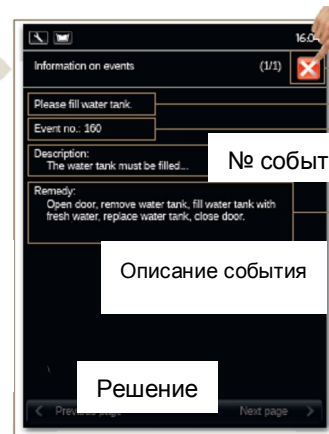 16:04
Information on events (1/1)
Please fill water tank.
Event no.: 160
Description:
The water tank must be filled...
№ событ
Remedy:
Open door, remove water tank, fill water tank with
fresh water, replace water tank, close door.
Описание события
Решение
Next page